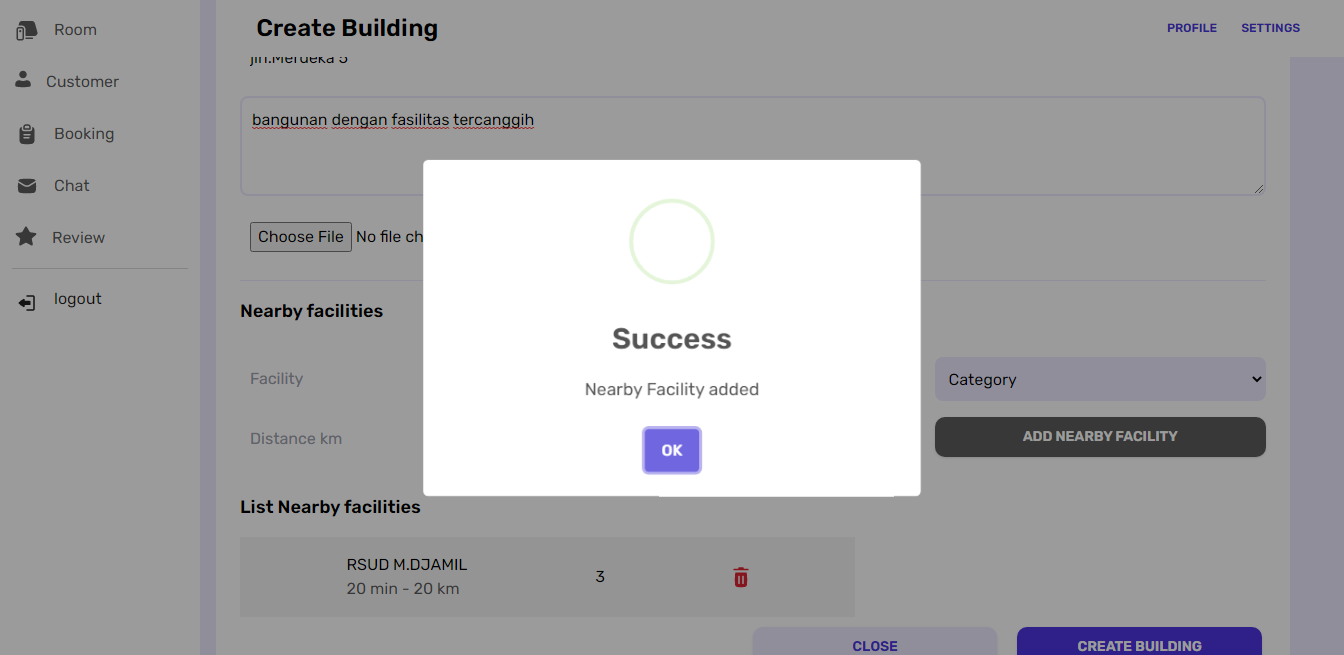 Room
Customer
Booking
Chat
Review
logout
Create Building
PROFILE
SETTINGS
jln.Merdeka 5
bangunan dengan fasilitas tercanggih
Choose File No file ch
Nearby facilities
Facility
Category
Distance km
ADD NEARBY FACILITY
Success
Nearby Facility added
OK
List Nearby facilities
RSUD M.DJAMIL
20 min - 20 km
3
CLOSE
CREATE BUILDING